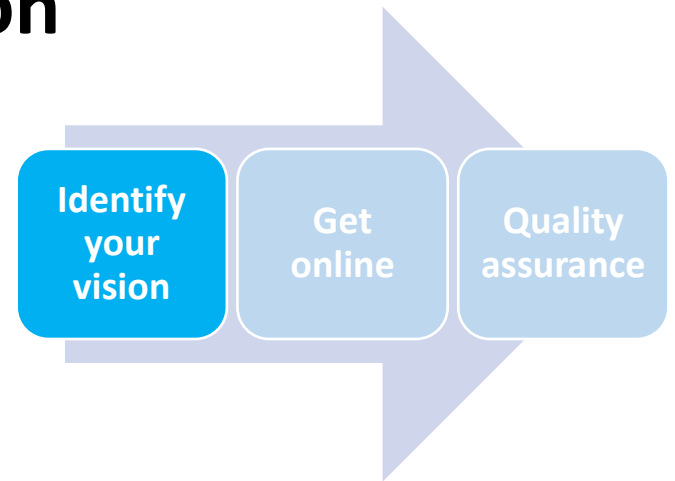 on
Identify
your
vision
Get
online
Quality
assurance